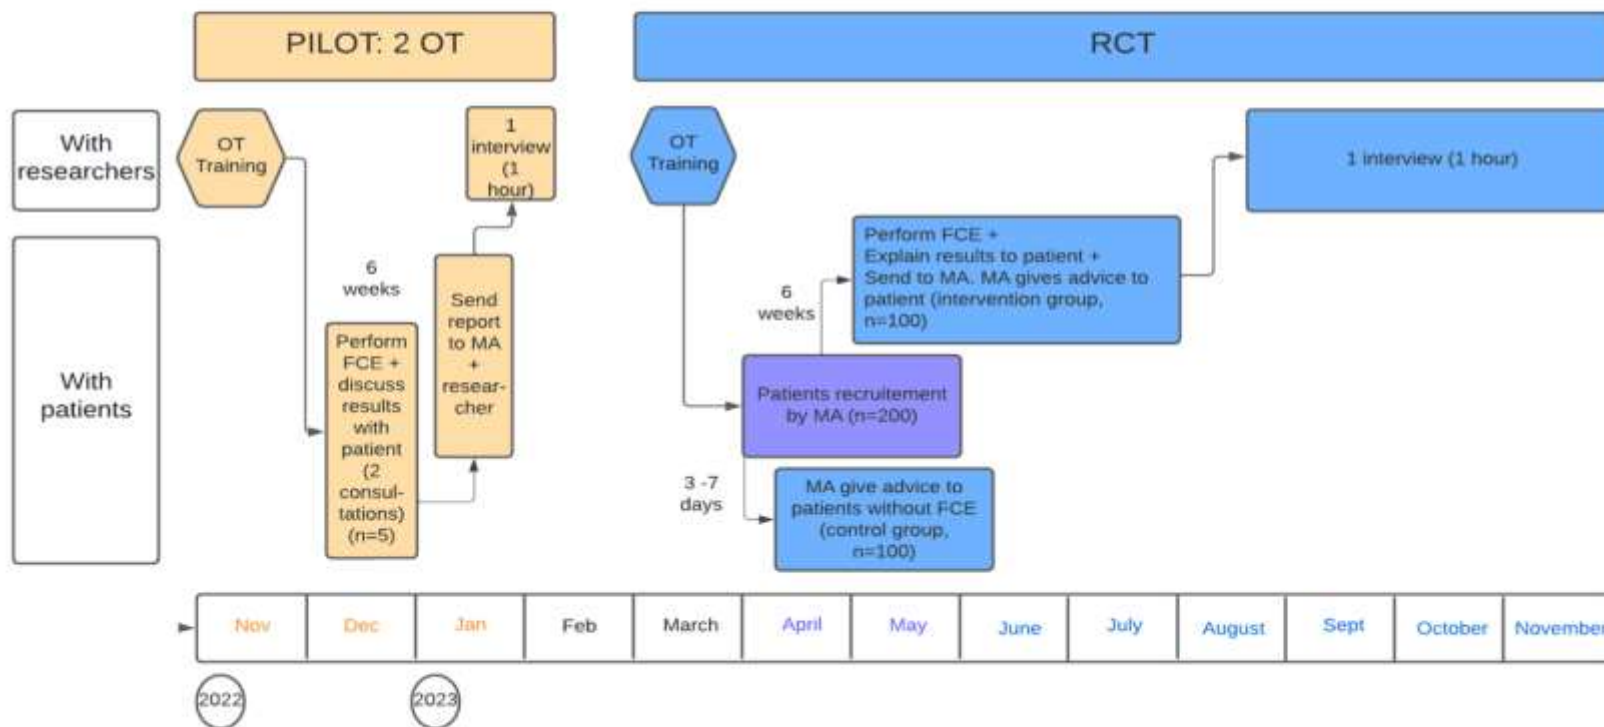 PILOT: 2 OT
RCT
With
researchers
OT
Training
1
interview
(1
hour)
OT
Training
1 interview (1 hour)
With
patients
6
weeks
Perform
FCE +
discuss
results
with
patient
(2
consul-
tations)
(n=5)
Send
report
to MA
+
resear-
cher
6
weeks
Perform FCE +
Explain results to patient +
Send to MA. MA gives advice to
patient (intervention group,
n=100)
Patients recruitement
by MA (n=200)
3 -7
days
MA give advice to
patients without FCE
(control group,
n=100)
Nov
Dec
Jan
Feb
March
April
May
June
July
August
Sept
October
November
2022
2023